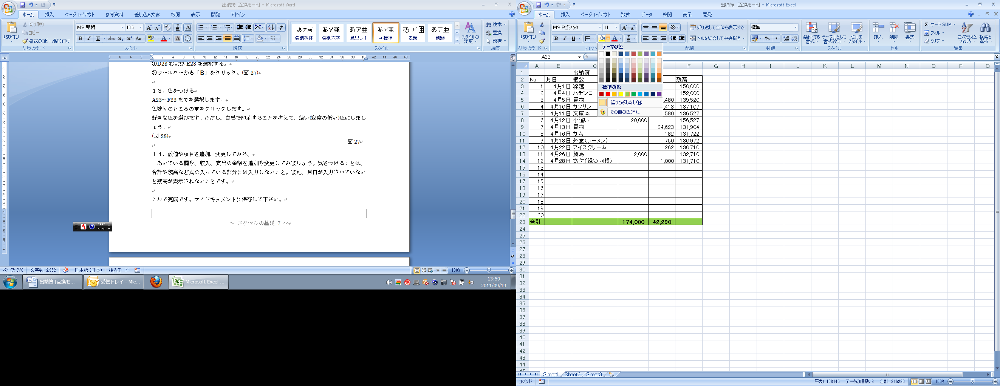 出納簿 [互換モード] - Microsoft Word
ホーム 挿入 ページ レイアウト 参考資料 差し込み文書 校閲 表示 開発 アドイン
貼り付け
切り取り
コピー
書式のコピー/貼り付け
クリップボード
MS 明朝 10.5
フォント
段落
あア亜 あア亜 あア亜 あア亜 あア亜 あア亜
強調斜体 強調太字 見出し 1 ↵標準 表題 副題
スタイルの変更
スタイル
検索
置換
選択
編集
8 6 4 2 2 4 6 8 10 12 14 16 18 20 22 24 26 28 30 32 34 36 38 40 42 44 46 48
①D23 および E23 を選択する。
②ツールバーから「B」をクリック。(図 27)
１３．色をつける
A23～F23 までを選択します。
色塗りのところの▼をクリックします。
好きな色を選びます。ただし、白黒で印刷することを考えて、薄い(彩度の低い)色にしまし
ょう。
(図 28)
図 27
１４．数値や項目を追加、変更してみる。
あいている欄や、収入、支出の金額を追加や変更してみましょう。気をつけることは、
合計や残高など式の入っている部分には入力しないこと。また、月日が入力されていない
と残高が表示されないことです。
これで完成です。マイドキュメントに保存して下さい。
～ エクセルの基礎 7 ～
CAPS
KANA
ページ: 7/8 文字数: 2,362 日本語 (日本) 挿入モード 100%
出納簿 [互換モ... 受信トレイ - Mic... Microsoft Excel ...
13:59
2011/09/19
出納簿 [互換モード] - Microsoft Excel
ホーム 挿入 ページ レイアウト 数式 データ 校閲 表示 開発
貼り付け
クリップボード
MS Pゴシック 11
フォント
折り返して全体を表示する
セルを結合して中央揃え
配置
標準
数値
条件付き書式 テーブルとして書式設定 セルのスタイル
スタイル
挿入 削除 書式
セル
Σ オート SUM
フィル
クリア
並べ替えとフィルタ 検索と選択
編集
テーマの色
標準の色
塗りつぶしなし(N)
その他の色(M)...
A23
A B C F G H I J K L M N O P Q
1 出納簿
2 No 月日 摘要 残高
3 1 4月1日 繰越 150,000
4 2 4月4日 パチンコ 152,000
5 3 4月5日 買物 ,480 139,520
6 4 4月10日 ガソリン ,413 137,107
7 5 4月11日 文庫本 580 136,527
8 6 4月12日 小遣い 20,000 156,527
9 7 4月13日 買物 24,623 131,904
10 8 4月16日 ガム 182 131,722
11 9 4月18日 外食(ラーメン) 750 130,972
12 10 4月22日 アイスクリーム 262 130,710
13 11 4月26日 競馬 2,000 132,710
14 12 4月28日 寄付(緑の羽根) 1,000 131,710
15 13
16 14
17 15
18 16
19 17
20 18
21 19
22 20
23 合計 174,000 42,290
24
25
26
27
28
29
30
31
32
33
34
35
36
37
38
39
40
41
42
43
44
45
Sheet1 Sheet2 Sheet3
コマンド 平均: 108145 データの個数: 3 合計: 216290 100%